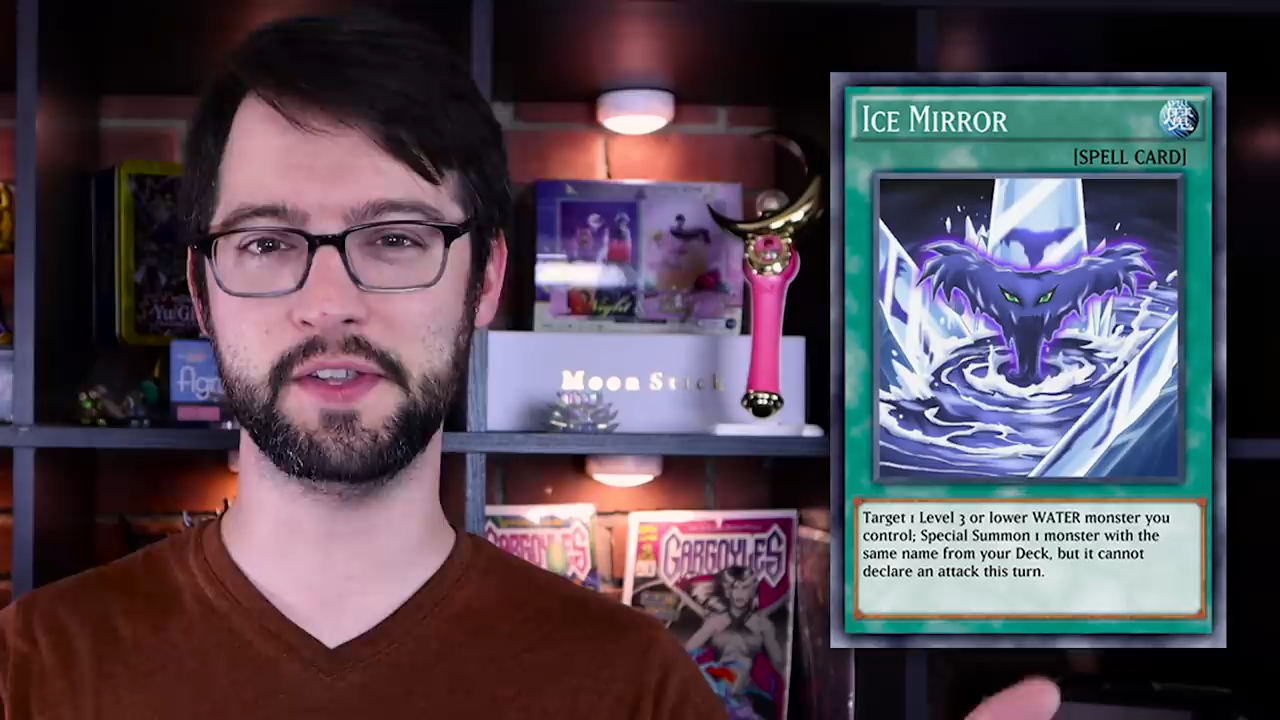 ICE MIRROR
[SPELL CARD]
Target 1 Level 3 or lower WATER monster you
control; Special Summon 1 monster with the
same name from your Deck, but it cannot
declare an attack this turn.
Moon Stick
GARGOYLES
GARGOYLES